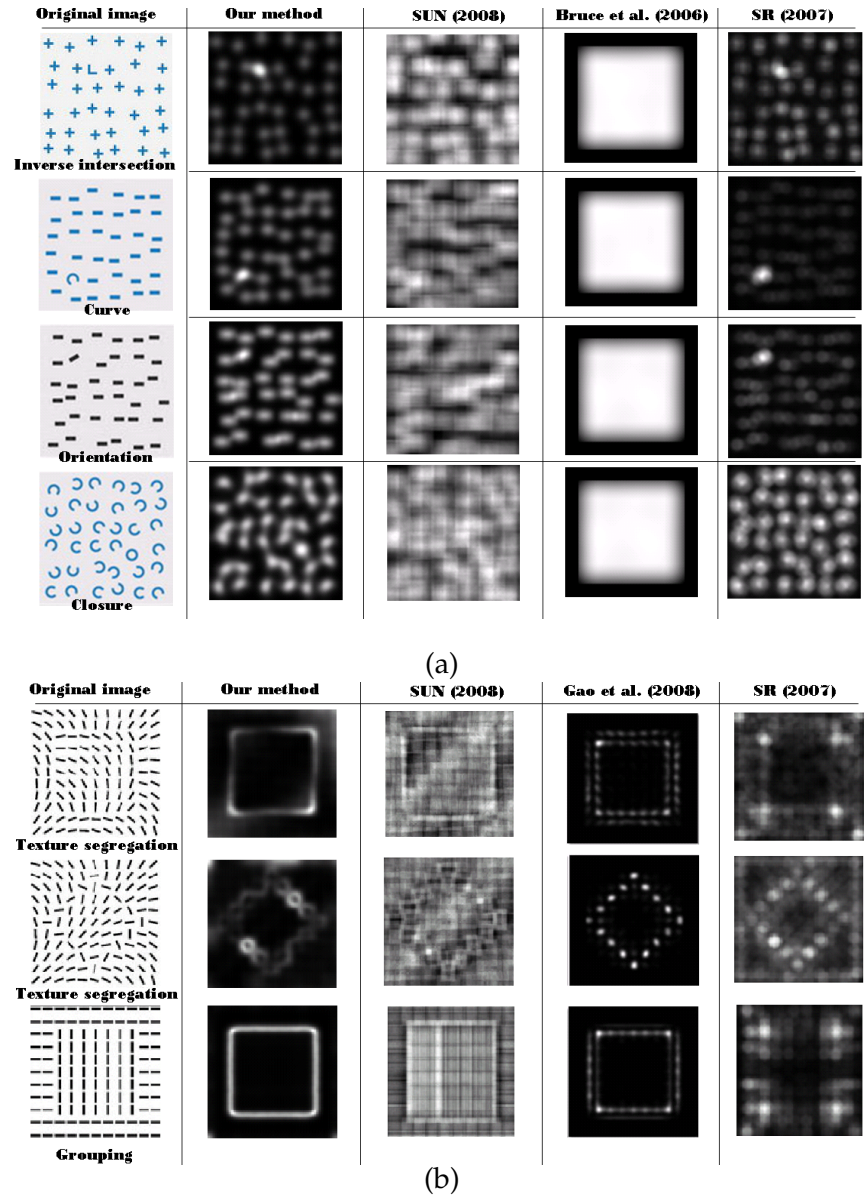 Original image Our method SUN (2008) Bruce et al. (2006) SR (2007)
Inverse intersection
Curve
Orientation
Closure
(a)
Original image Our method SUN (2008) Gao et al. (2008) SR (2007)
Texture segregation
Texture segregation
Grouping
(b)